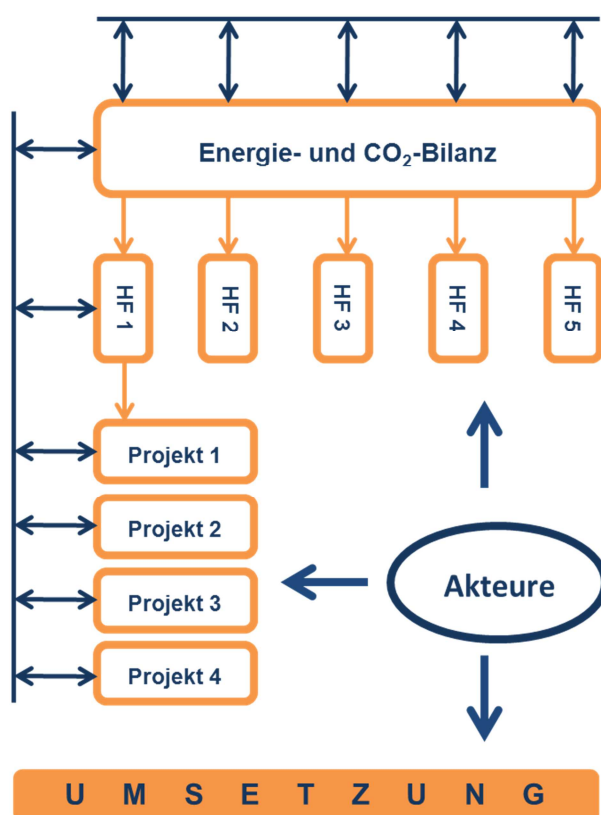 Energie- und CO₂-Bilanz
HF 1
HF 2
HF 3
HF 4
HF 5
Projekt 1
Projekt 2
Projekt 3
Projekt 4
Akteure
U M S E T Z U N G